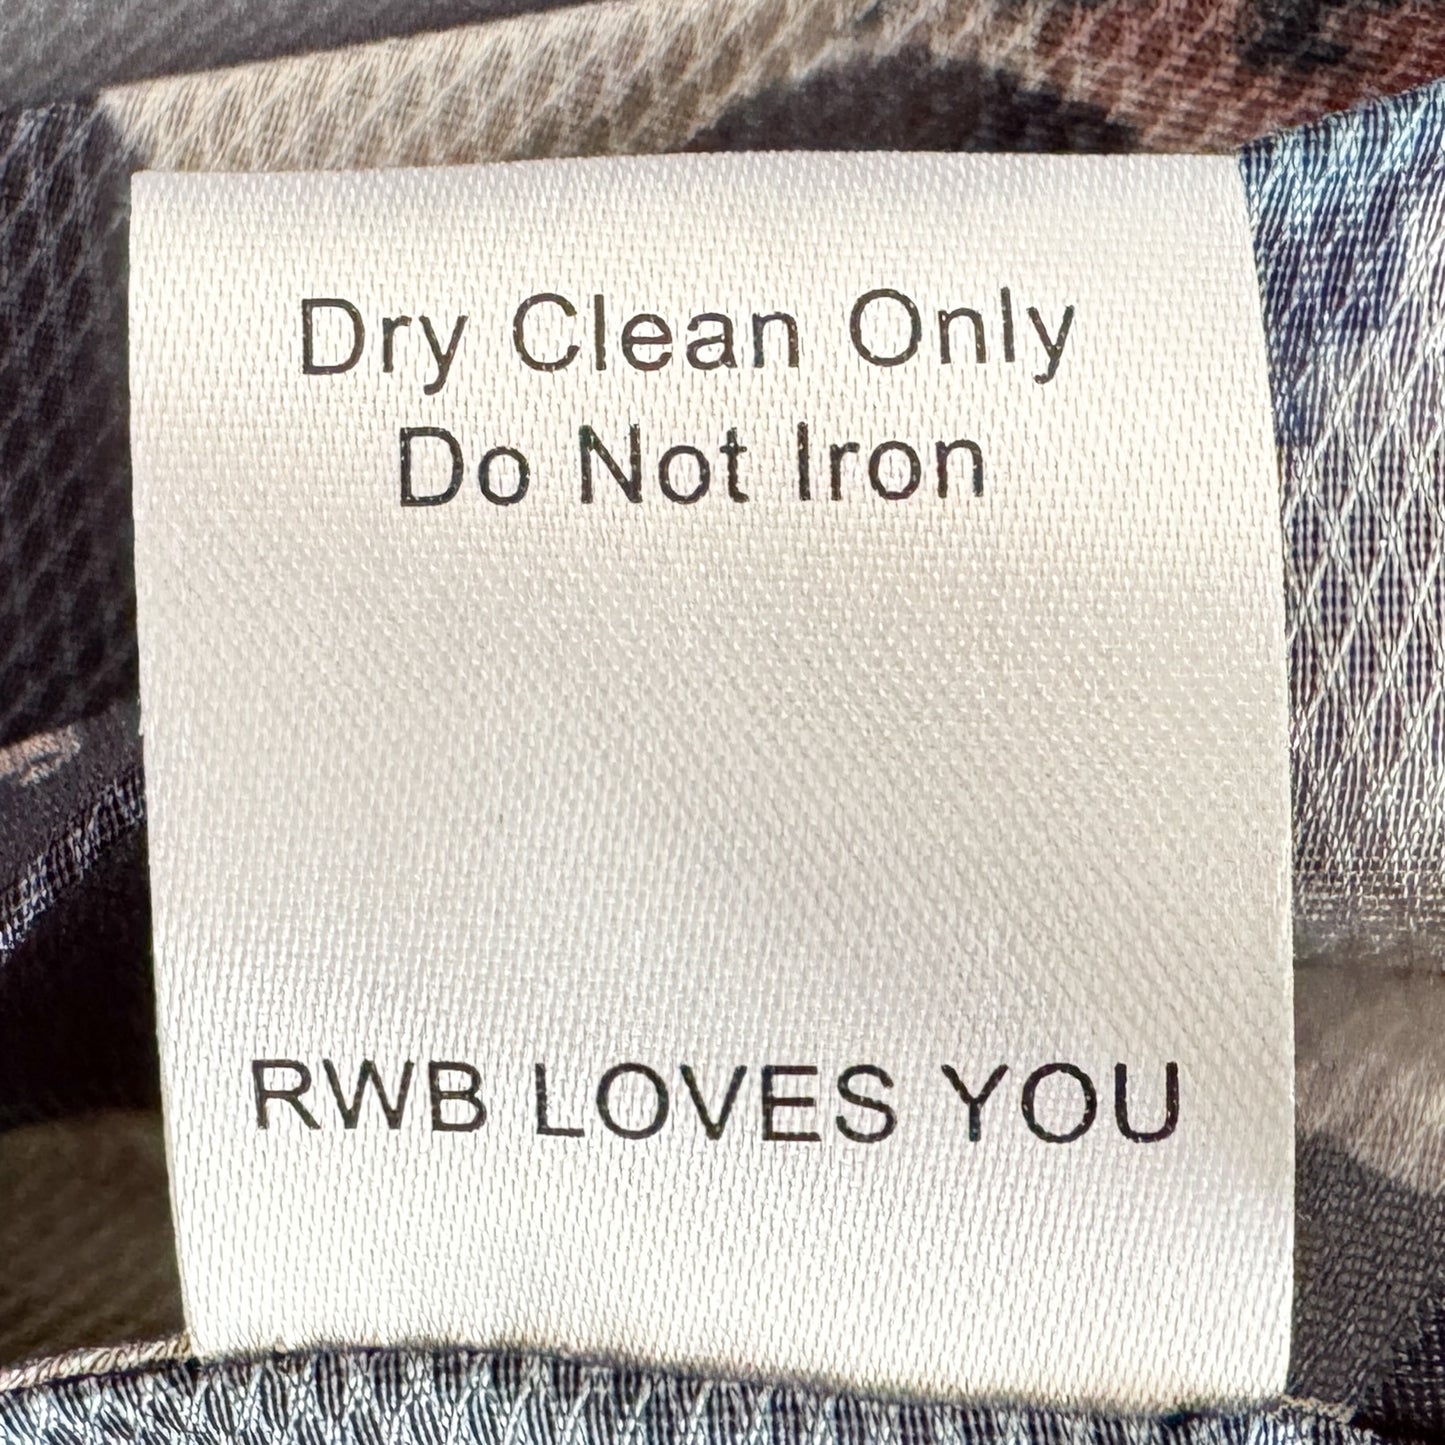 Dry Clean Only
Do Not Iron
RWB LOVES YOU